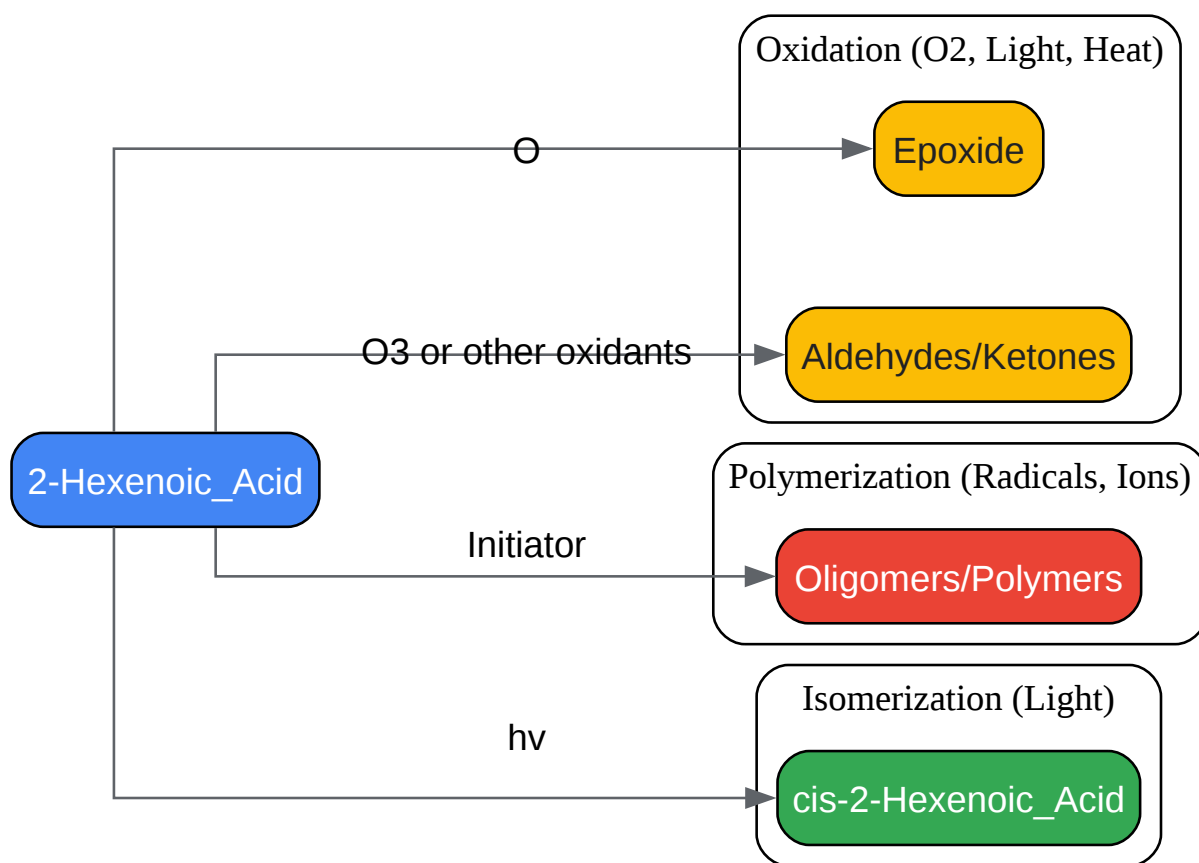 Oxidation (O2, Light, Heat)
O
Epoxide
O3 or other oxidants
Aldehydes/Ketones
2-Hexenoic_Acid
Polymerization (Radicals, Ions)
Initiator
Oligomers/Polymers
Isomerization (Light)
hv
cis-2-Hexenoic_Acid